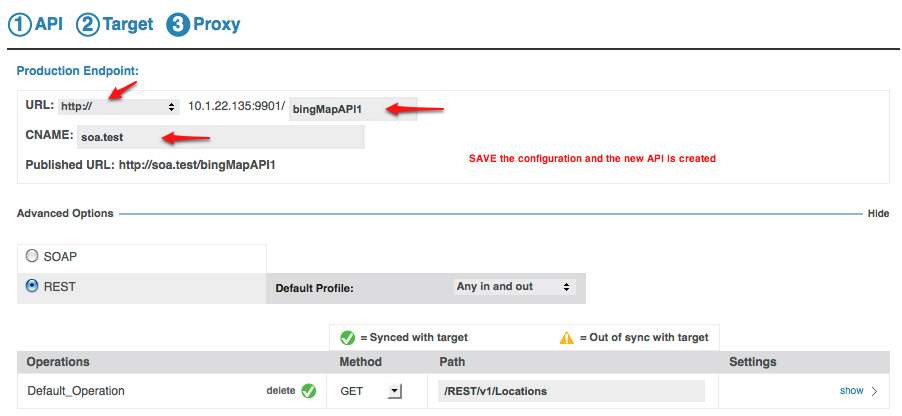 1 API 2 Target 3 Proxy
Production Endpoint:
URL: http:// 10.1.22.135:9901/ bingMapAPI1
CNAME: soa.test
Published URL: http://soa.test/bingMapAPI1
SAVE the configuration and the new API is created
Advanced Options Hide
SOAP
REST Default Profile: Any in and out
= Synced with target = Out of sync with target
Operations Method Path Settings
Default_Operation delete GET /REST/v1/Locations show